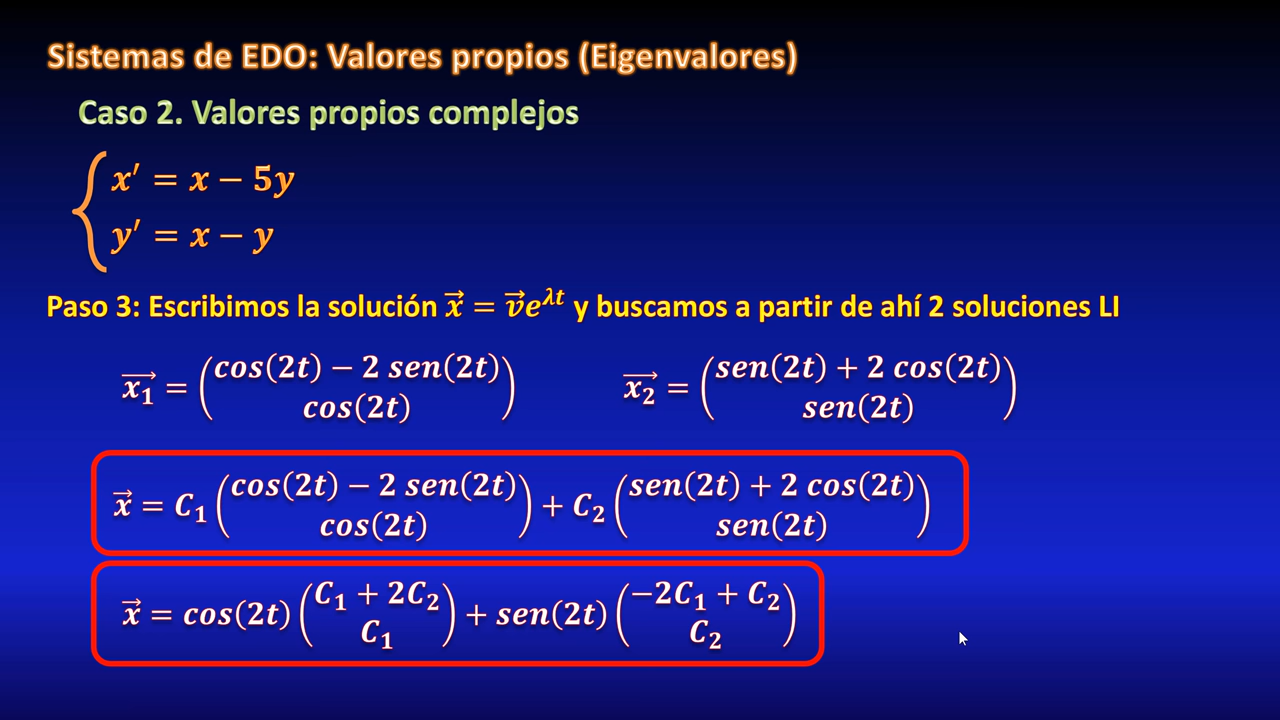 Sistemas de EDO: Valores propios (Eigenvalores)
Caso 2. Valores propios complejos
x′ = x − 5y
y′ = x − y
Paso 3: Escribimos la solución x⃗ = v⃗e^{λt} y buscamos a partir de ahí 2 soluciones LI
x₁⃗ = (cos(2t) − 2 sen(2t) / cos(2t)) x₂⃗ = (sen(2t) + 2 cos(2t) / sen(2t))
x⃗ = C₁ (cos(2t) − 2 sen(2t) / cos(2t)) + C₂ (sen(2t) + 2 cos(2t) / sen(2t))
x⃗ = cos(2t) (C₁ + 2C₂ / C₁) + sen(2t) (−2C₁ + C₂ / C₂)